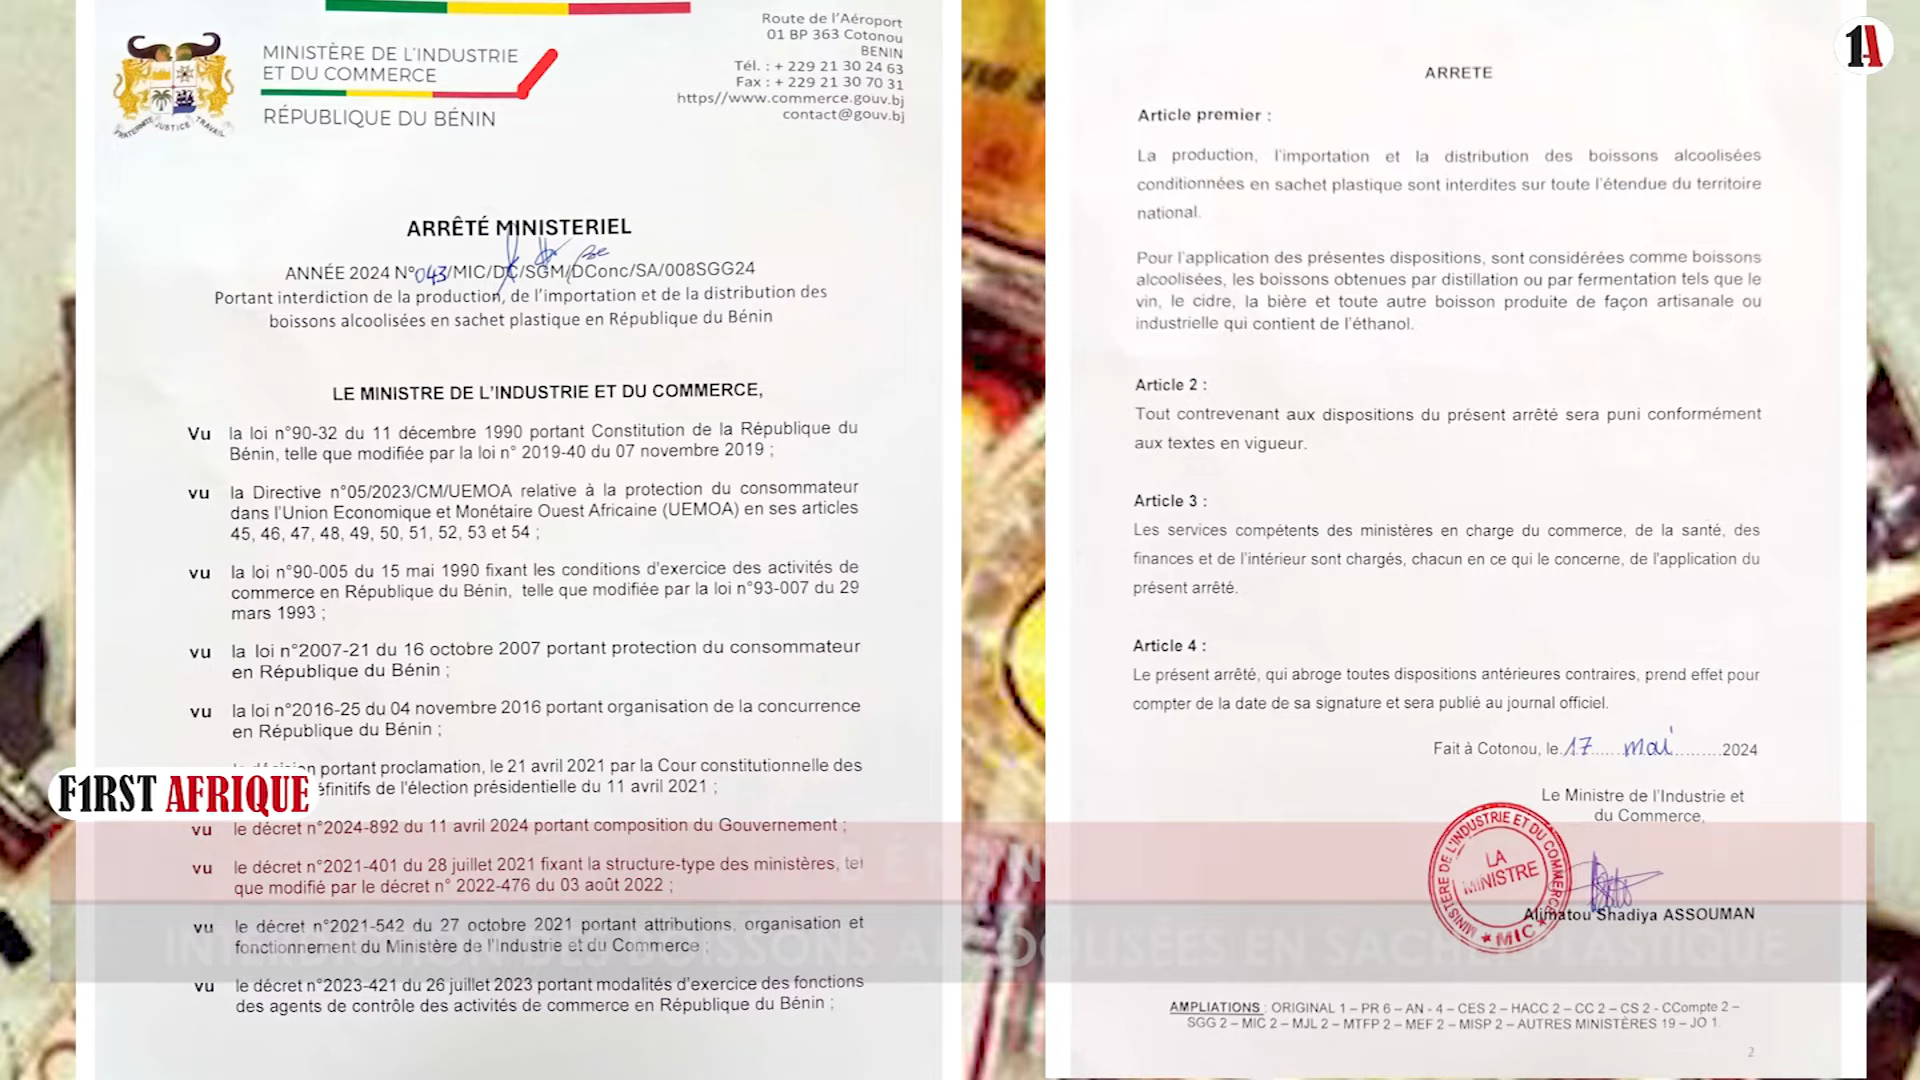 MINISTÈRE DE L'INDUSTRIE
ET DU COMMERCE
RÉPUBLIQUE DU BÉNIN
FRATERNITÉ JUSTICE TRAVAIL
Route de l'Aéroport
01 BP 363 Cotonou
BENIN
Tél. : + 229 21 30 24 63
Fax : + 229 21 30 70 31
https//www.commerce.gouv.bj
contact@gouv.bj
ARRÊTÉ MINISTERIEL
ANNÉE 2024 N°043/MIC/DC/SGM/DConc/SA/008SGG24
Portant interdiction de la production, de l'importation et de la distribution des
boissons alcoolisées en sachet plastique en République du Bénin
LE MINISTRE DE L'INDUSTRIE ET DU COMMERCE,
Vu la loi n°90-32 du 11 décembre 1990 portant Constitution de la République du
Bénin, telle que modifiée par la loi n° 2019-40 du 07 novembre 2019 ;
vu la Directive n°05/2023/CM/UEMOA relative à la protection du consommateur
dans l'Union Economique et Monétaire Ouest Africaine (UEMOA) en ses articles
45, 46, 47, 48, 49, 50, 51, 52, 53 et 54 ;
vu la loi n°90-005 du 15 mai 1990 fixant les conditions d'exercice des activités de
commerce en République du Bénin, telle que modifiée par la loi n°93-007 du 29
mars 1993 ;
vu la loi n°2007-21 du 16 octobre 2007 portant protection du consommateur
en République du Bénin ;
vu la loi n°2016-25 du 04 novembre 2016 portant organisation de la concurrence
en République du Bénin ;
portant proclamation, le 21 avril 2021 par la Cour constitutionnelle des
éfinitifs de l'élection présidentielle du 11 avril 2021 ;
vu le décret n°2024-892 du 11 avril 2024 portant composition du Gouvernement ;
vu le décret n°2021-401 du 28 juillet 2021 fixant la structure-type des ministères, tel
que modifié par le décret n° 2022-476 du 03 août 2022 ;
vu le décret n°2021-542 du 27 octobre 2021 portant attributions, organisation et
fonctionnement du Ministère de l'Industrie et du Commerce ;
vu le décret n°2023-421 du 26 juillet 2023 portant modalités d'exercice des fonctions
des agents de contrôle des activités de commerce en République du Bénin ;
ARRETE
Article premier :
La production, l'importation et la distribution des boissons alcoolisées
conditionnées en sachet plastique sont interdites sur toute l'étendue du territoire
national.
Pour l'application des présentes dispositions, sont considérées comme boissons
alcoolisées, les boissons obtenues par distillation ou par fermentation tels que le
vin, le cidre, la bière et toute autre boisson produite de façon artisanale ou
industrielle qui contient de l'éthanol.
Article 2 :
Tout contrevenant aux dispositions du présent arrêté sera puni conformément
aux textes en vigueur.
Article 3 :
Les services compétents des ministères en charge du commerce, de la santé, des
finances et de l'intérieur sont chargés, chacun en ce qui le concerne, de l'application du
présent arrêté.
Article 4 :
Le présent arrêté, qui abroge toutes dispositions antérieures contraires, prend effet pour
compter de la date de sa signature et sera publié au journal officiel.
Fait à Cotonou, le 17 mai 2024
Le Ministre de l'Industrie et
du Commerce,
MINISTERE DE L'INDUSTRIE ET DU COMMERCE
LA
MINISTRE
★ MIC ★
Alimatou Shadiya ASSOUMAN
AMPLIATIONS : ORIGINAL 1 – PR 6 – AN - 4 – CES 2 – HACC 2 – CC 2 – CS 2 - CCompte 2 –
SGG 2 – MIC 2 – MJL 2 – MTFP 2 – MEF 2 – MISP 2 – AUTRES MINISTÈRES 19 – JO 1.
2
1A
F1RST AFRIQUE
BÉNIN
INTERDICTION DES BOISSONS ALCOOLISÉES EN SACHET PLASTIQUE